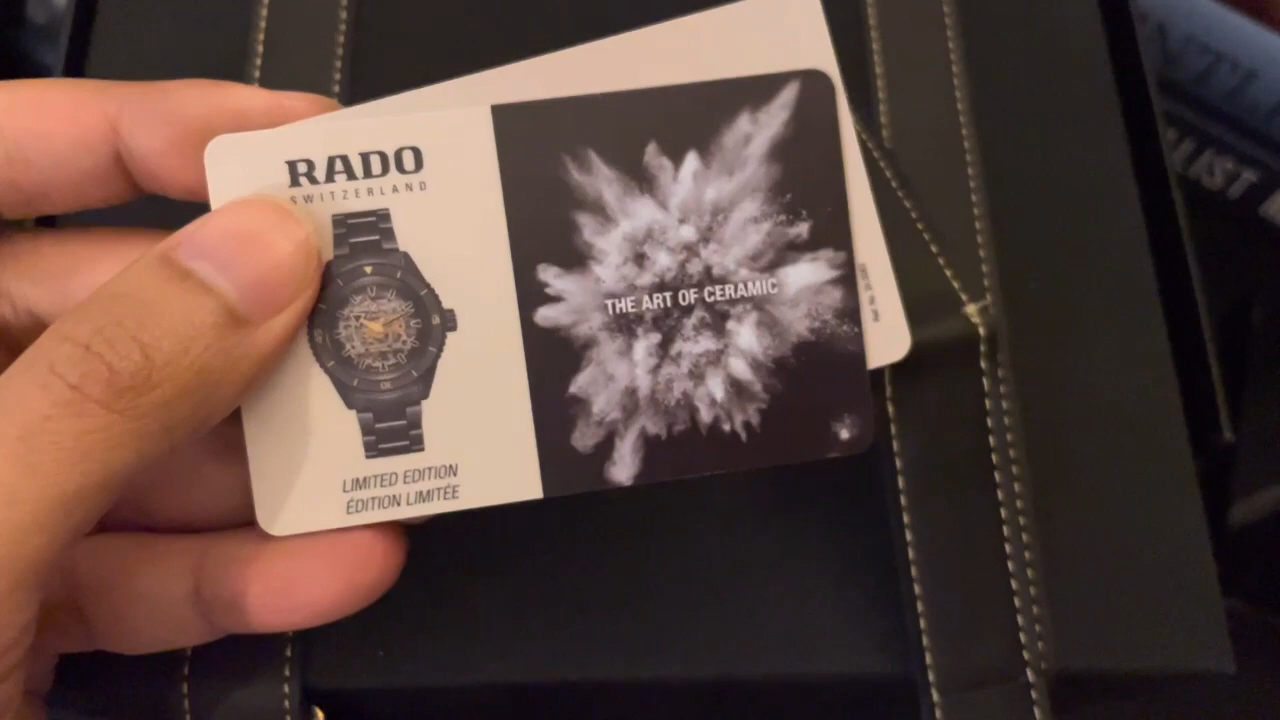 RADO
SWITZERLAND
THE ART OF CERAMIC
LIMITED EDITION
ÉDITION LIMITÉE